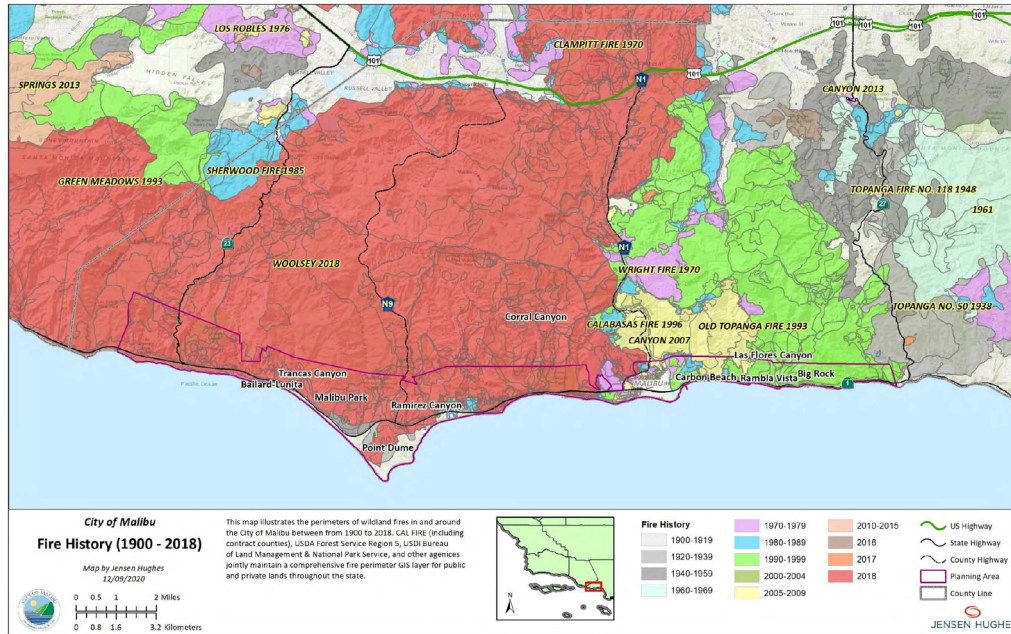 LOS ROBLES 1976
101
101
CLAMPITT FIRE 1970
101
101
HIDDEN VALLEY
RUSSELL VALLEY
N1
SPRINGS 2013
CANYON 2013
GREEN MEADOWS 1993
SHERWOOD FIRE 1985
TOPANGA FIRE NO. 118 1948
27
1961
23
WOOLSEY 2018
N1
WRIGHT FIRE 1970
N9
Corral Canyon
CALABASAS FIRE 1996
OLD TOPANGA FIRE 1993
TOPANGA NO. 50 1938
CANYON 2007
Las Flores Canyon
Trancas Canyon
Pacific Ocean
Bailard-Lunita
MALIBU
Carbon Beach
Rambla Vista
Big Rock
1
Malibu Park
Ramirez Canyon
Point Dume
City of Malibu
Fire History (1900 - 2018)
Map by Jensen Hughes
12/09/2020
0 0.5 1 2 Miles
0 0.8 1.6 3.2 Kilometers
CITY OF MALIBU
This map illustrates the perimeters of wildland fires in and around
the City of Malibu between from 1900 to 2018. CAL FIRE (including
contract counties), USDA Forest Service Region 5, USDI Bureau
of Land Management & National Park Service, and other agencies
jointly maintain a comprehensive fire perimeter GIS layer for public
and private lands throughout the state.
N
Fire History
1900-1919
1920-1939
1940-1959
1960-1969
1970-1979
1980-1989
1990-1999
2000-2004
2005-2009
2010-2015
2016
2017
2018
US Highway
State Highway
County Highway
Planning Area
County Line
JENSEN HUGHE